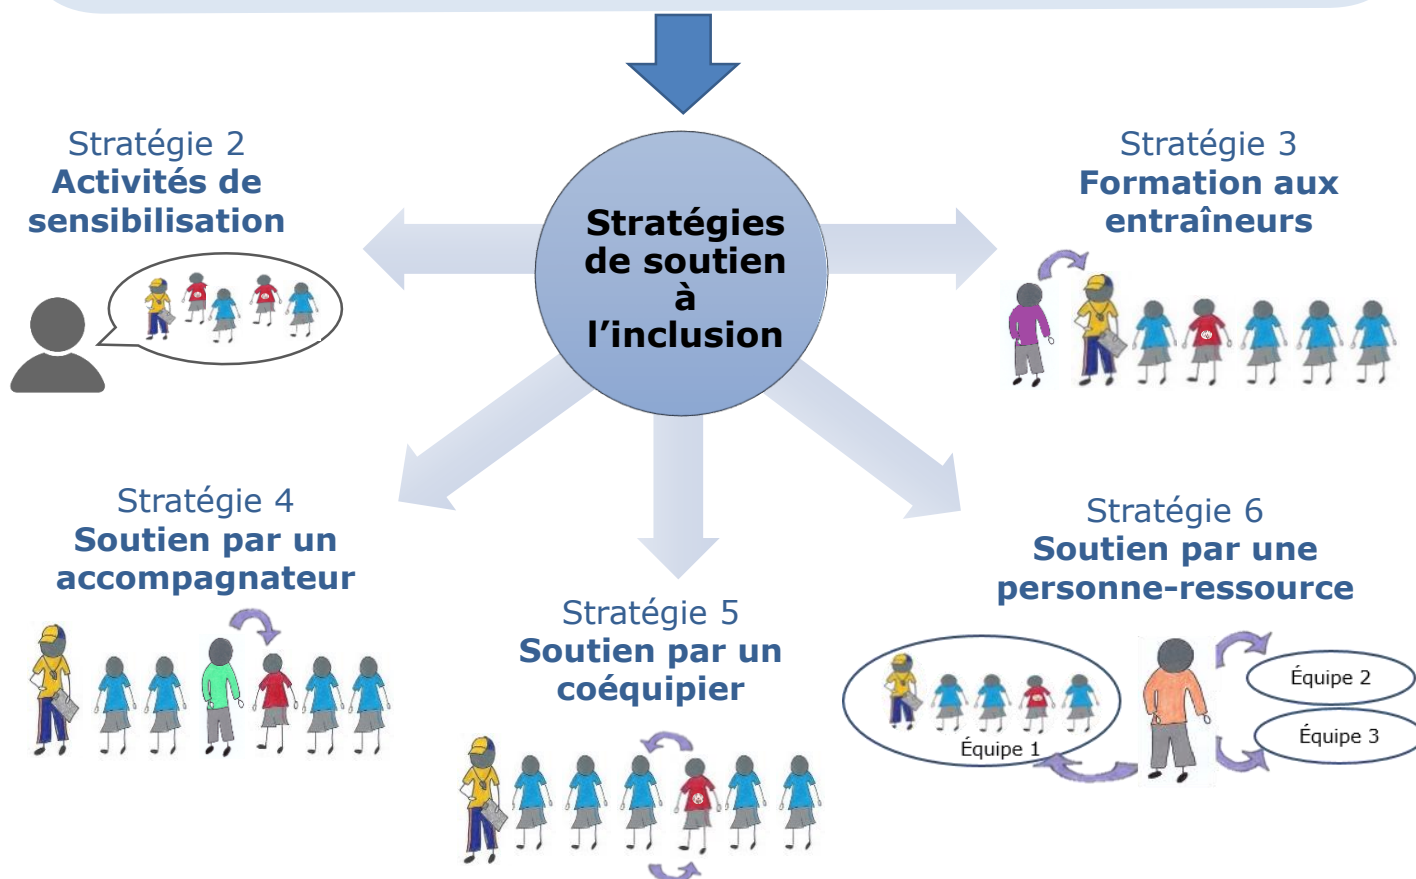 Stratégie 2
Activités de
sensibilisation
Stratégies
de soutien
à
l’inclusion
Stratégie 3
Formation aux
entraîneurs
Stratégie 4
Soutien par un
accompagnateur
Stratégie 5
Soutien par un
coéquipier
Stratégie 6
Soutien par une
personne-ressource
Équipe 1
Équipe 2
Équipe 3